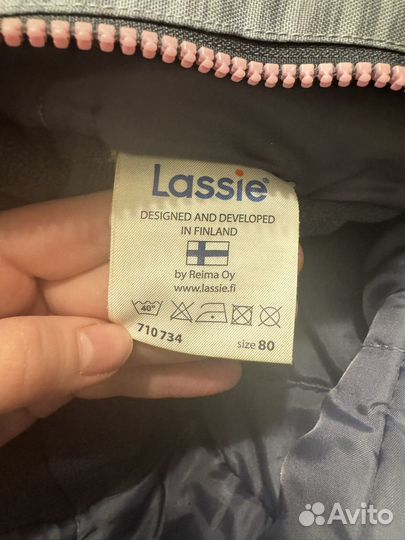 Lassie®
DESIGNED AND DEVELOPED
IN FINLAND
by Reima Oy
www.lassie.fi
40°
710 734
size 80
Avito